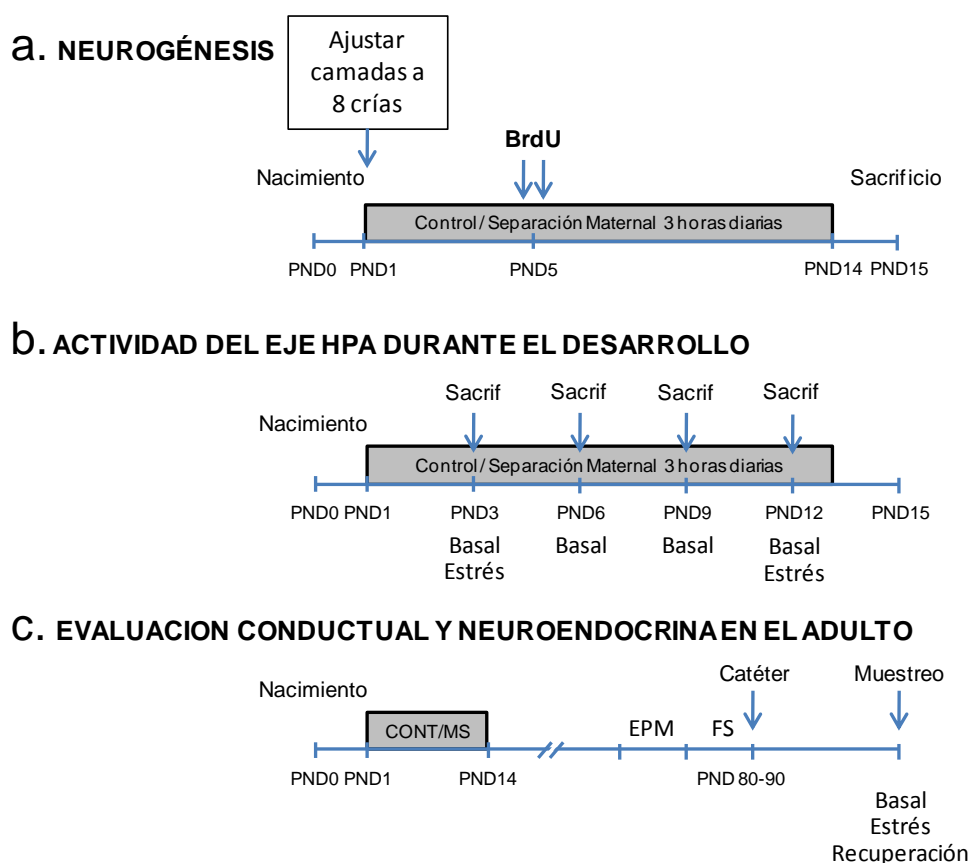 a. NEUROGÉNESIS
Ajustar
camadas a
8 crías
BrdU
Nacimiento
Sacrificio
Control / Separación Maternal 3 horas diarias
PND0 PND1 PND5 PND14 PND15
b. ACTIVIDAD DEL EJE HPA DURANTE EL DESARROLLO
Sacrif Sacrif Sacrif Sacrif
Nacimiento
Control / Separación Maternal 3 horas diarias
PND0 PND1 PND3 PND6 PND9 PND12 PND15
Basal Basal Basal Basal
Estrés Estrés
C. EVALUACION CONDUCTUAL Y NEUROENDOCRINA EN EL ADULTO
Catéter Muestreo
Nacimiento
CONT/MS EPM FS
PND0 PND1 PND14 PND 80-90
Basal
Estrés
Recuperación